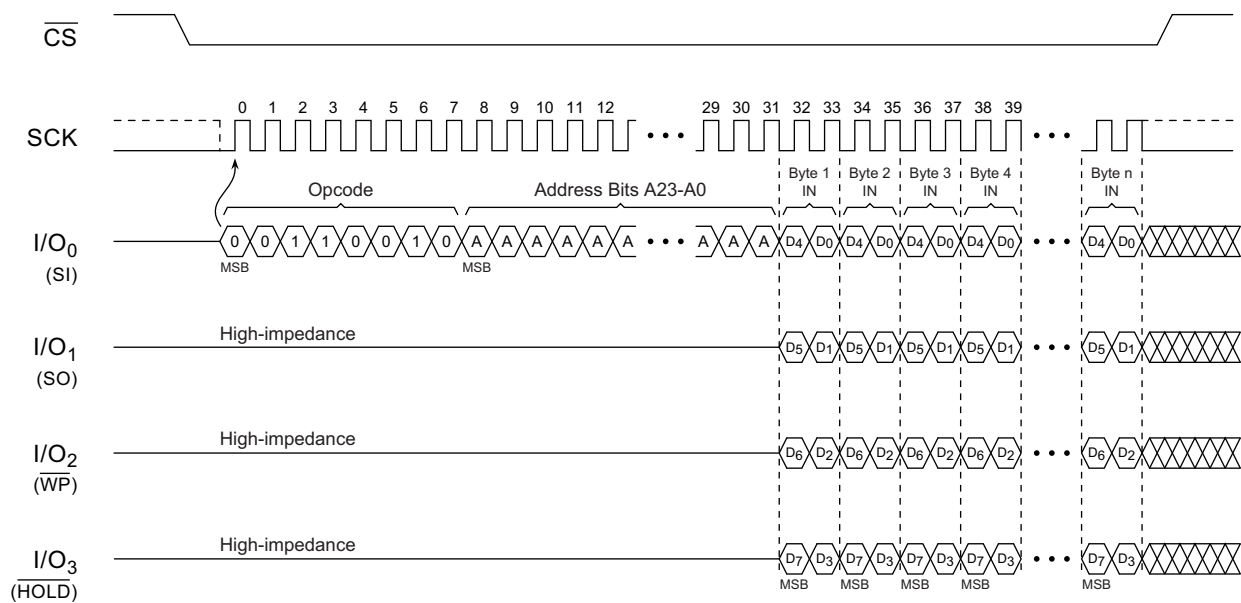 CS
0 1 2 3 4 5 6 7 8 9 10 11 12 29 30 31 32 33 34 35 36 37 38 39
SCK
Byte 1 IN Byte 2 IN Byte 3 IN Byte 4 IN Byte n IN
Opcode Address Bits A23-A0
I/O0 0 0 1 1 0 0 1 0 A A A A A A A A A D4 D0 D4 D0 D4 D0 D4 D0 D4 D0
(SI) MSB MSB
High-impedance
I/O1 D5 D1 D5 D1 D5 D1 D5 D1 D5 D1
(SO)
High-impedance
I/O2 D6 D2 D6 D2 D6 D2 D6 D2 D6 D2
(WP)
High-impedance
I/O3 D7 D3 D7 D3 D7 D3 D7 D3 D7 D3
(HOLD) MSB MSB MSB MSB MSB